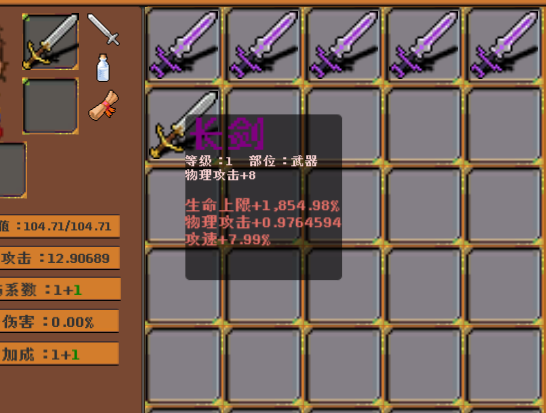 长剑
等级:1 部位:武器
物理攻击+8
生命上限+1,854.98%
物理攻击+0.9764594
攻速+7.99%
值:104.71/104.71
攻击:12.90689
系数:1+1
伤害:0.00%
加成:1+1